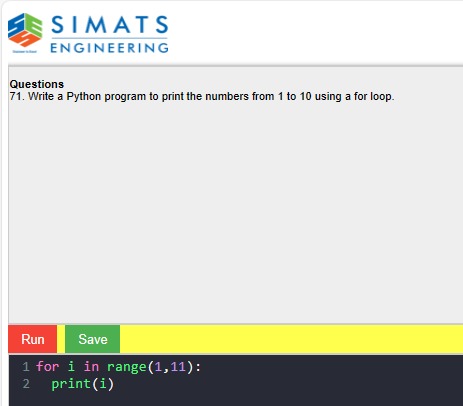 SIMATS
ENGINEERING
Questions
71. Write a Python program to print the numbers from 1 to 10 using a for loop.
Run Save
1 for i in range(1,11):
2   print(i)